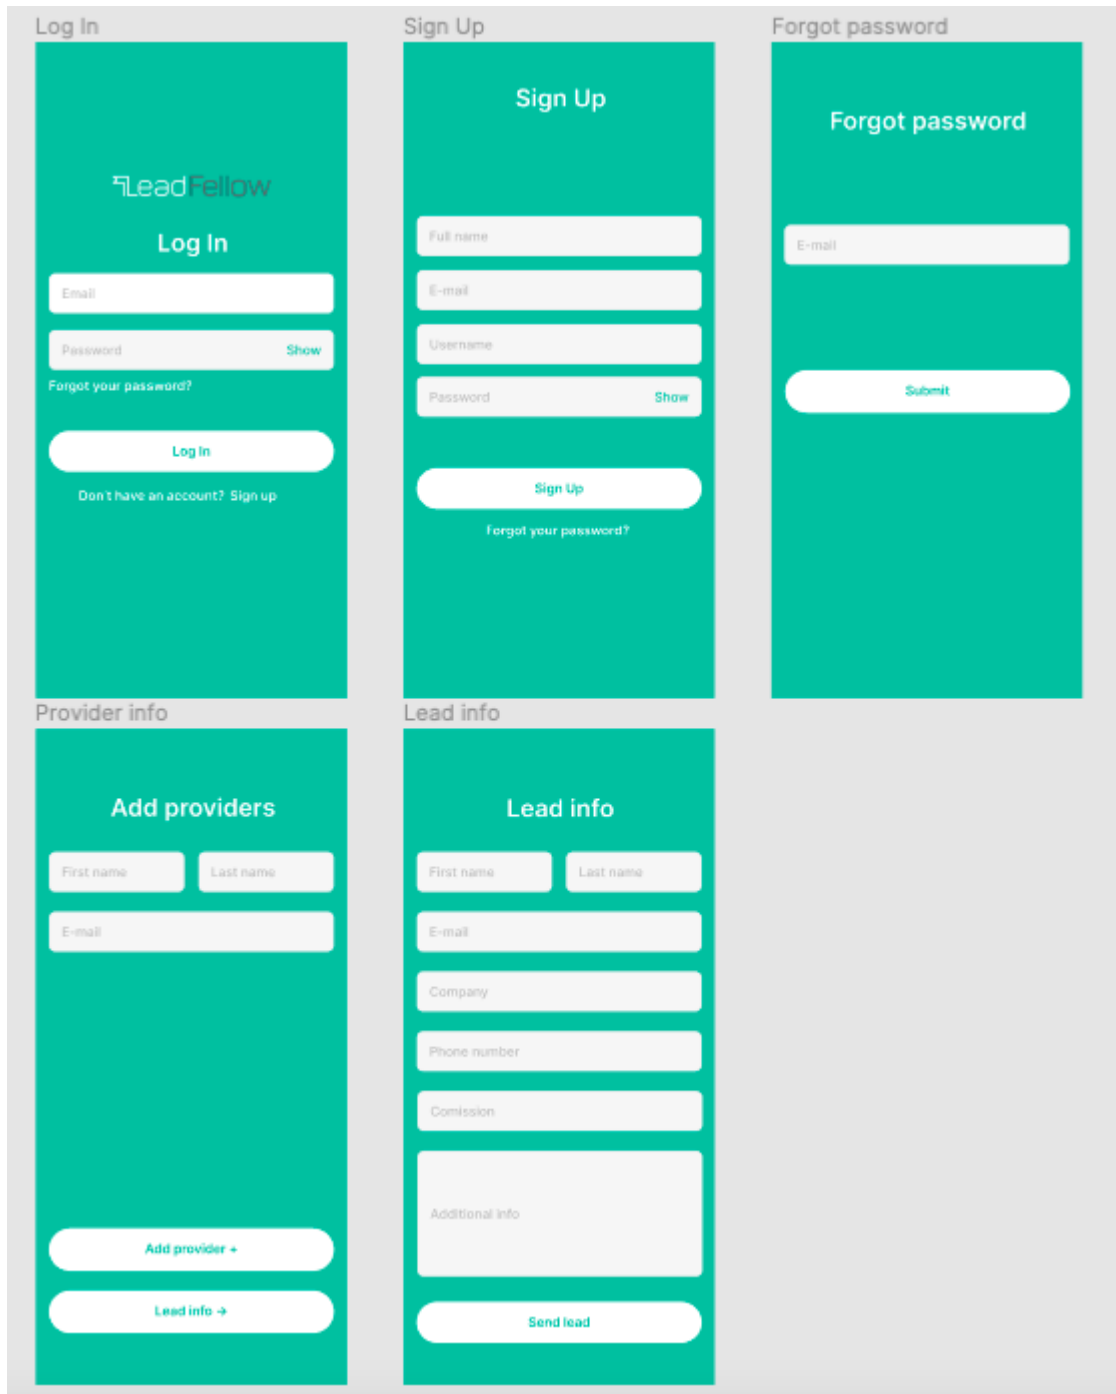 Log In
LeadFellow
Log In
Email
Password Show
Forgot your password?
Log In
Don't have an account? Sign up
Sign Up
Sign Up
Full name
E-mail
Username
Password Show
Sign Up
Forgot your password?
Forgot password
Forgot password
E-mail
Submit
Provider info
Add providers
First name Last name
E-mail
Add provider +
Lead info →
Lead info
Lead info
First name Last name
E-mail
Company
Phone number
Comission
Additional info
Send lead